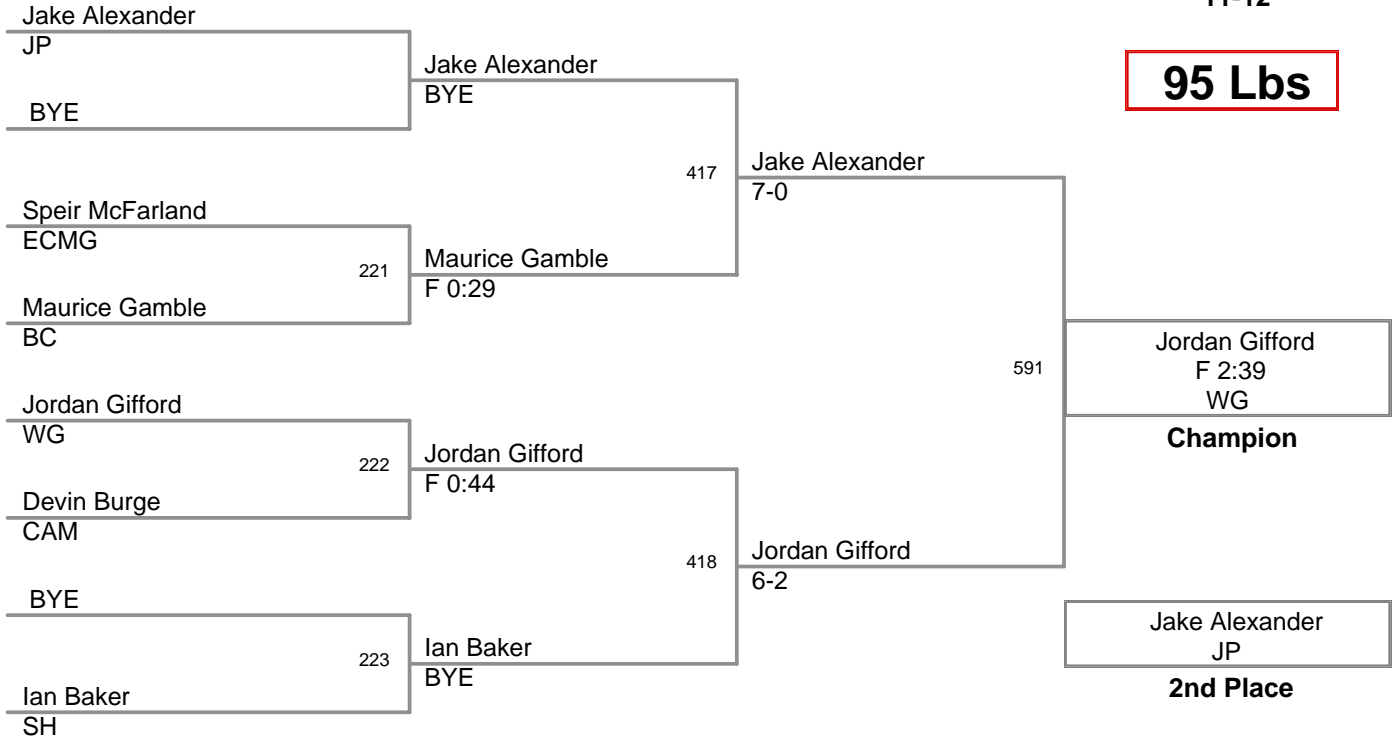 11-12
95 Lbs
Jake Alexander
JP
BYE
Speir McFarland
ECMG
221
Maurice Gamble
BC
Jordan Gifford
WG
222
Devin Burge
CAM
BYE
223
Ian Baker
SH
Jake Alexander
BYE
417
Maurice Gamble
F 0:29
Jordan Gifford
F 0:44
418
Ian Baker
BYE
Jake Alexander
7-0
591
Jordan Gifford
6-2
Jordan Gifford
F 2:39
WG
Champion
Jake Alexander
JP
2nd Place